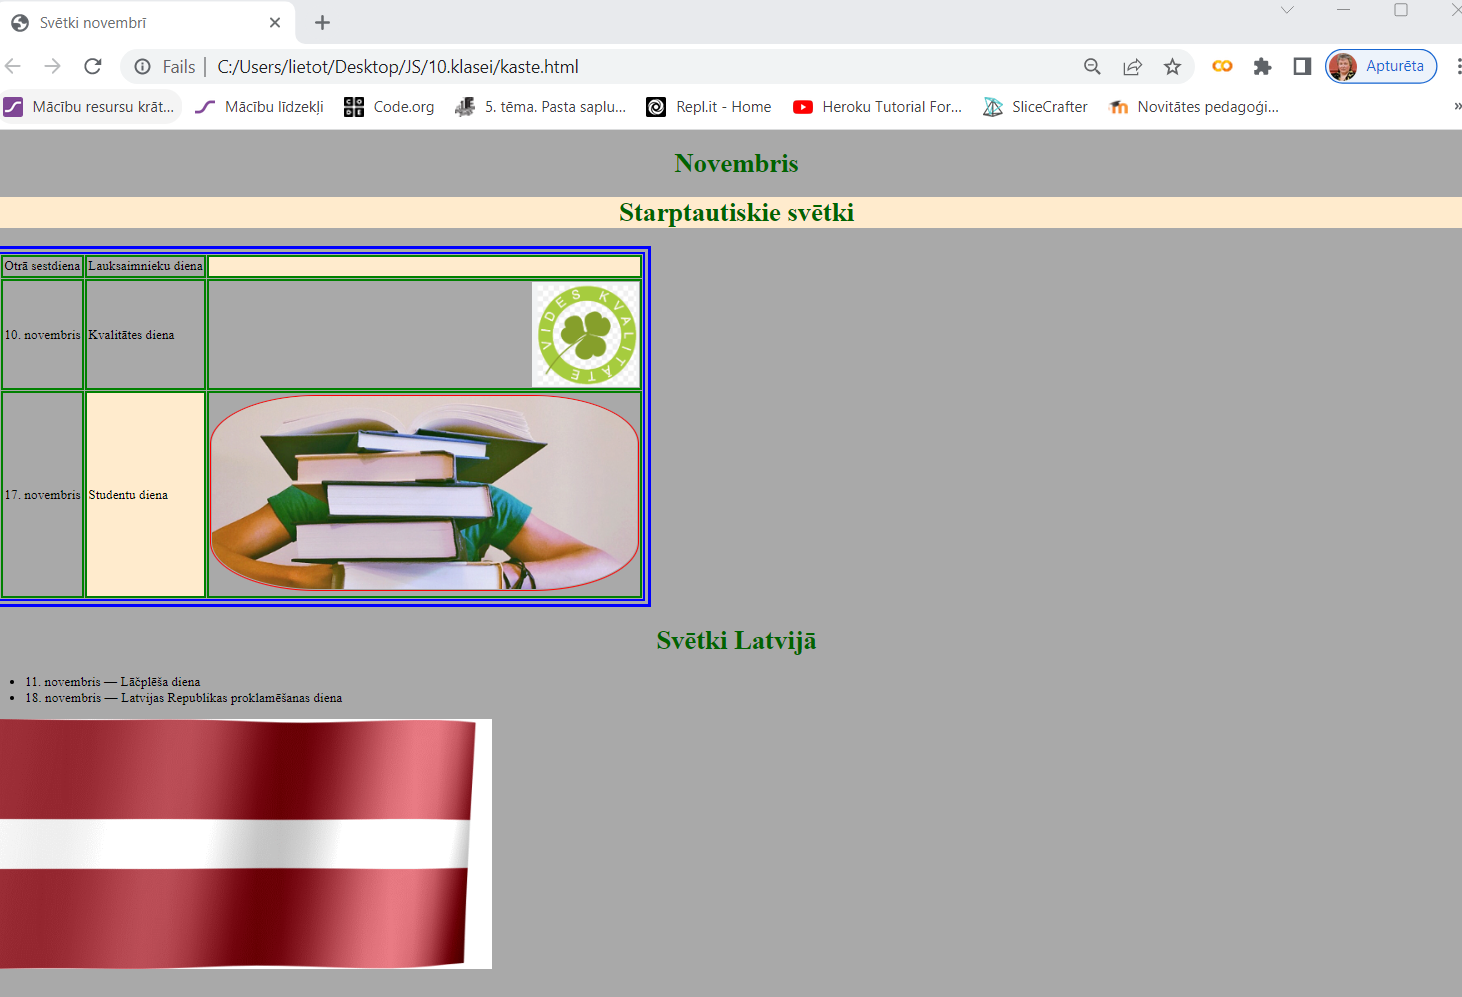 Svētki novembrī
Fails | C:/Users/lietot/Desktop/JS/10.klasei/kaste.html
Apturēta
Mācību resursu krāt...
Mācību līdzekļi
CODE
Code.org
5. tēma. Pasta saplu...
Repl.it - Home
Heroku Tutorial For...
SliceCrafter
Novitātes pedagoģi...
»
Novembris
Starptautiskie svētki
Otrā sestdiena
Lauksaimnieku diena
10. novembris
Kvalitātes diena
VIDES KVALITĀTE
17. novembris
Studentu diena
Svētki Latvijā
• 11. novembris — Lāčplēša diena
• 18. novembris — Latvijas Republikas proklamēšanas diena